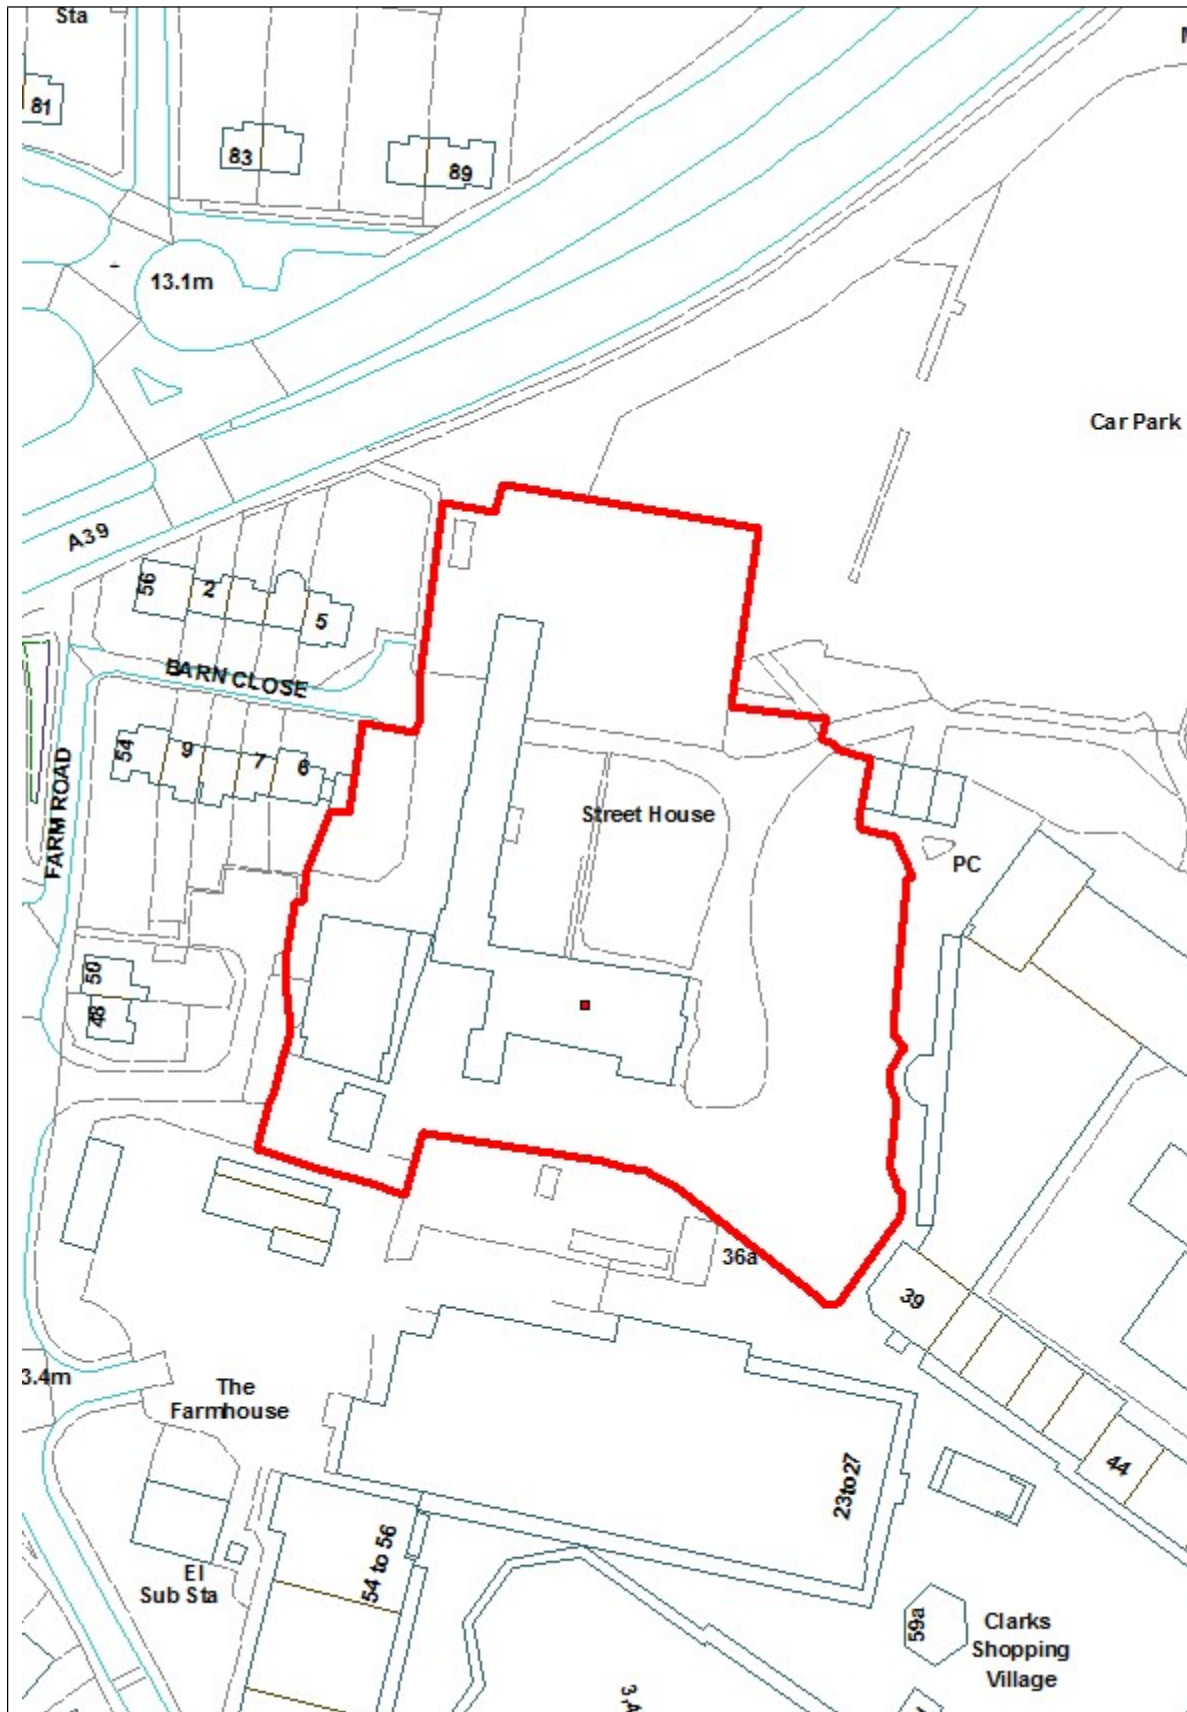 Sta
81
83
89
13.1m
Car Park
A39
56
2
5
BARN CLOSE
54
9
7
6
FARM ROAD
Street House
PC
50
48
36a
39
3.4m
The
Farmhouse
44
23to27
54 to 56
El
Sub Sta
59a
Clarks
Shopping
Village